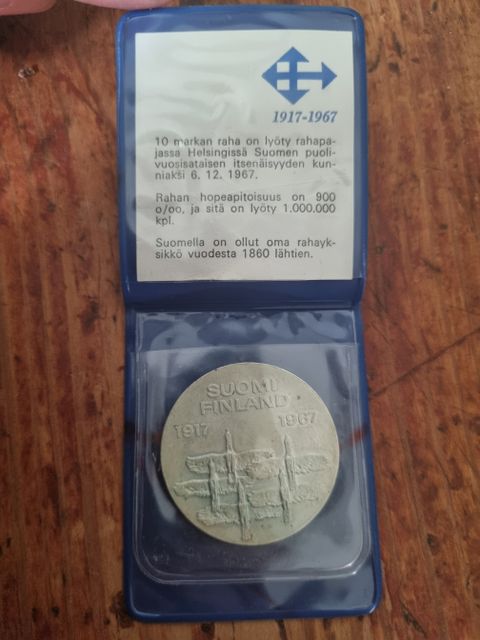 1917-1967
10 markan raha on lyöty rahapa-
jassa Helsingissä Suomen puoli-
vuosisataisen itsenäisyyden kun-
niaksi 6. 12. 1967.
Rahan hopeapitoisuus on 900
o/oo, ja sitä on lyöty 1.000.000
kpl.
Suomella on ollut oma rahayk-
sikkö vuodesta 1860 lähtien.
SUOMI
FINLAND
1917 1967